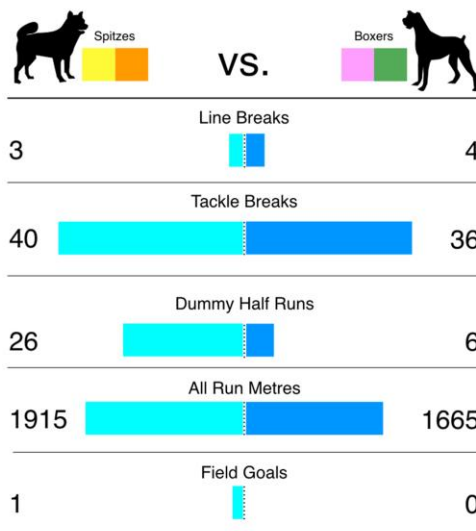 Spitzes
vs.
Boxers
Line Breaks
3 4
Tackle Breaks
40 36
Dummy Half Runs
26 6
All Run Metres
1915 1665
Field Goals
1 0